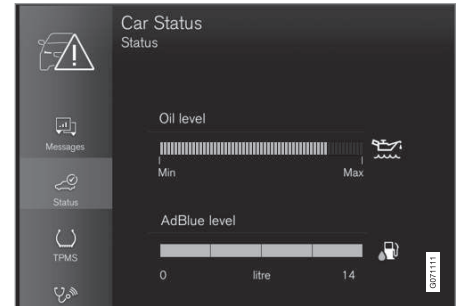 Car Status
Status
Oil level
Messages
Min Max
Status
AdBlue level
TPMS
0 litre 14
G071111